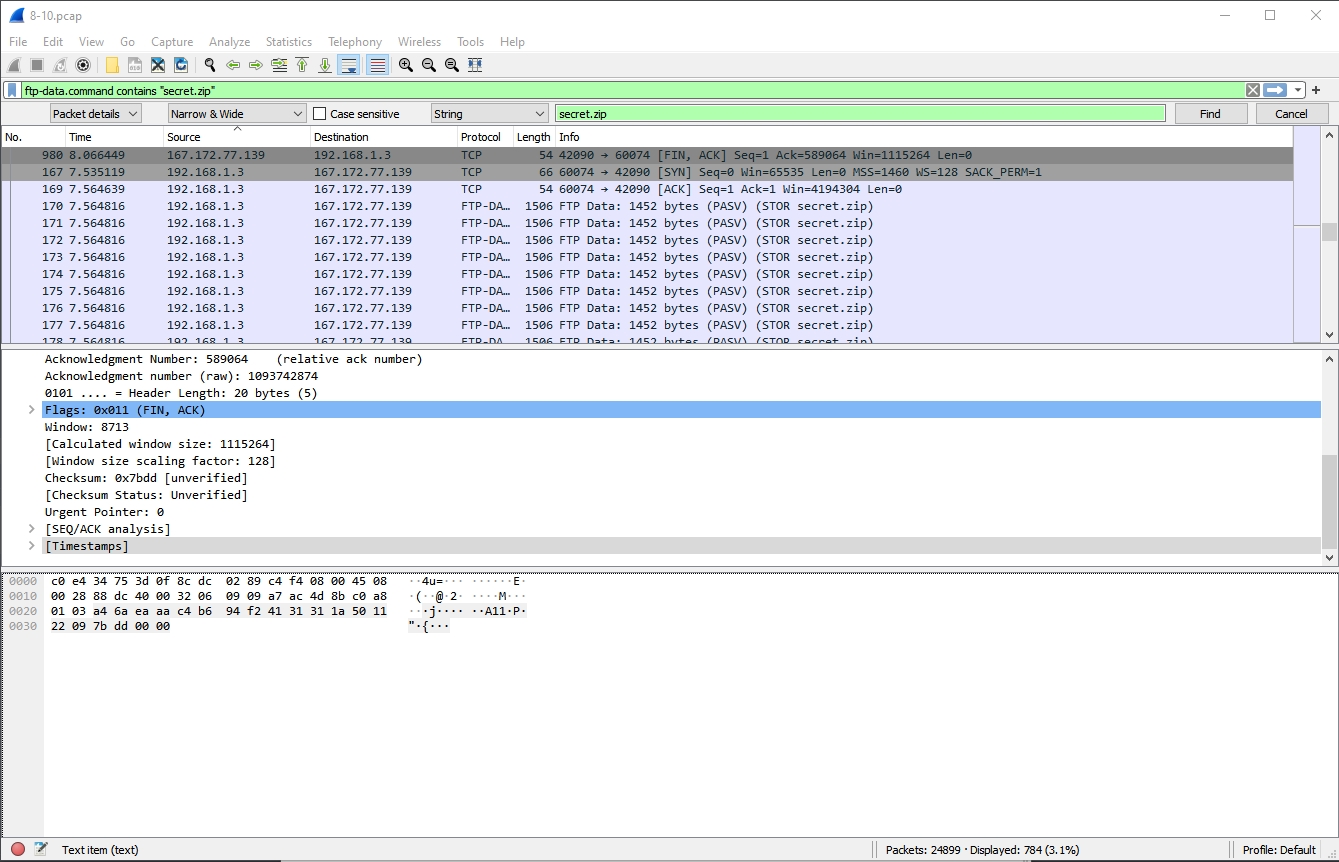 8-10.pcap
File Edit View Go Capture Analyze Statistics Telephony Wireless Tools Help
ftp-data.command contains "secret.zip"
Packet details Narrow & Wide Case sensitive String secret.zip Find Cancel
No. Time Source Destination Protocol Length Info
980 8.066449 167.172.77.139 192.168.1.3 TCP 54 42090 → 60074 [FIN, ACK] Seq=1 Ack=589064 Win=1115264 Len=0
167 7.535119 192.168.1.3 167.172.77.139 TCP 66 60074 → 42090 [SYN] Seq=0 Win=65535 Len=0 MSS=1460 WS=128 SACK_PERM=1
169 7.564639 192.168.1.3 167.172.77.139 TCP 54 60074 → 42090 [ACK] Seq=1 Ack=1 Win=4194304 Len=0
170 7.564816 192.168.1.3 167.172.77.139 FTP-DA… 1506 FTP Data: 1452 bytes (PASV) (STOR secret.zip)
171 7.564816 192.168.1.3 167.172.77.139 FTP-DA… 1506 FTP Data: 1452 bytes (PASV) (STOR secret.zip)
172 7.564816 192.168.1.3 167.172.77.139 FTP-DA… 1506 FTP Data: 1452 bytes (PASV) (STOR secret.zip)
173 7.564816 192.168.1.3 167.172.77.139 FTP-DA… 1506 FTP Data: 1452 bytes (PASV) (STOR secret.zip)
174 7.564816 192.168.1.3 167.172.77.139 FTP-DA… 1506 FTP Data: 1452 bytes (PASV) (STOR secret.zip)
175 7.564816 192.168.1.3 167.172.77.139 FTP-DA… 1506 FTP Data: 1452 bytes (PASV) (STOR secret.zip)
176 7.564816 192.168.1.3 167.172.77.139 FTP-DA… 1506 FTP Data: 1452 bytes (PASV) (STOR secret.zip)
177 7.564816 192.168.1.3 167.172.77.139 FTP-DA… 1506 FTP Data: 1452 bytes (PASV) (STOR secret.zip)
178 7.564816 192.168.1.3 167.172.77.139 FTP-DA… 1506 FTP Data: 1452 bytes (PASV) (STOR secret.zip)
Acknowledgment Number: 589064 (relative ack number)
Acknowledgment number (raw): 1093742874
0101 .... = Header Length: 20 bytes (5)
Flags: 0x011 (FIN, ACK)
Window: 8713
[Calculated window size: 1115264]
[Window size scaling factor: 128]
Checksum: 0x7bdd [unverified]
[Checksum Status: Unverified]
Urgent Pointer: 0
[SEQ/ACK analysis]
[Timestamps]
0000 c0 e4 34 75 3d 0f 8c dc 02 89 c4 f4 08 00 45 08 ··4u=··· ······E·
0010 00 28 88 dc 40 00 32 06 09 09 a7 ac 4d 8b c0 a8 ·(··@·2· ····M···
0020 01 03 a4 6a ea aa c4 b6 94 f2 41 31 31 1a 50 11 ···j···· ··A11·P·
0030 22 09 7b dd 00 00 "·{···
Text item (text) Packets: 24899 · Displayed: 784 (3.1%) Profile: Default